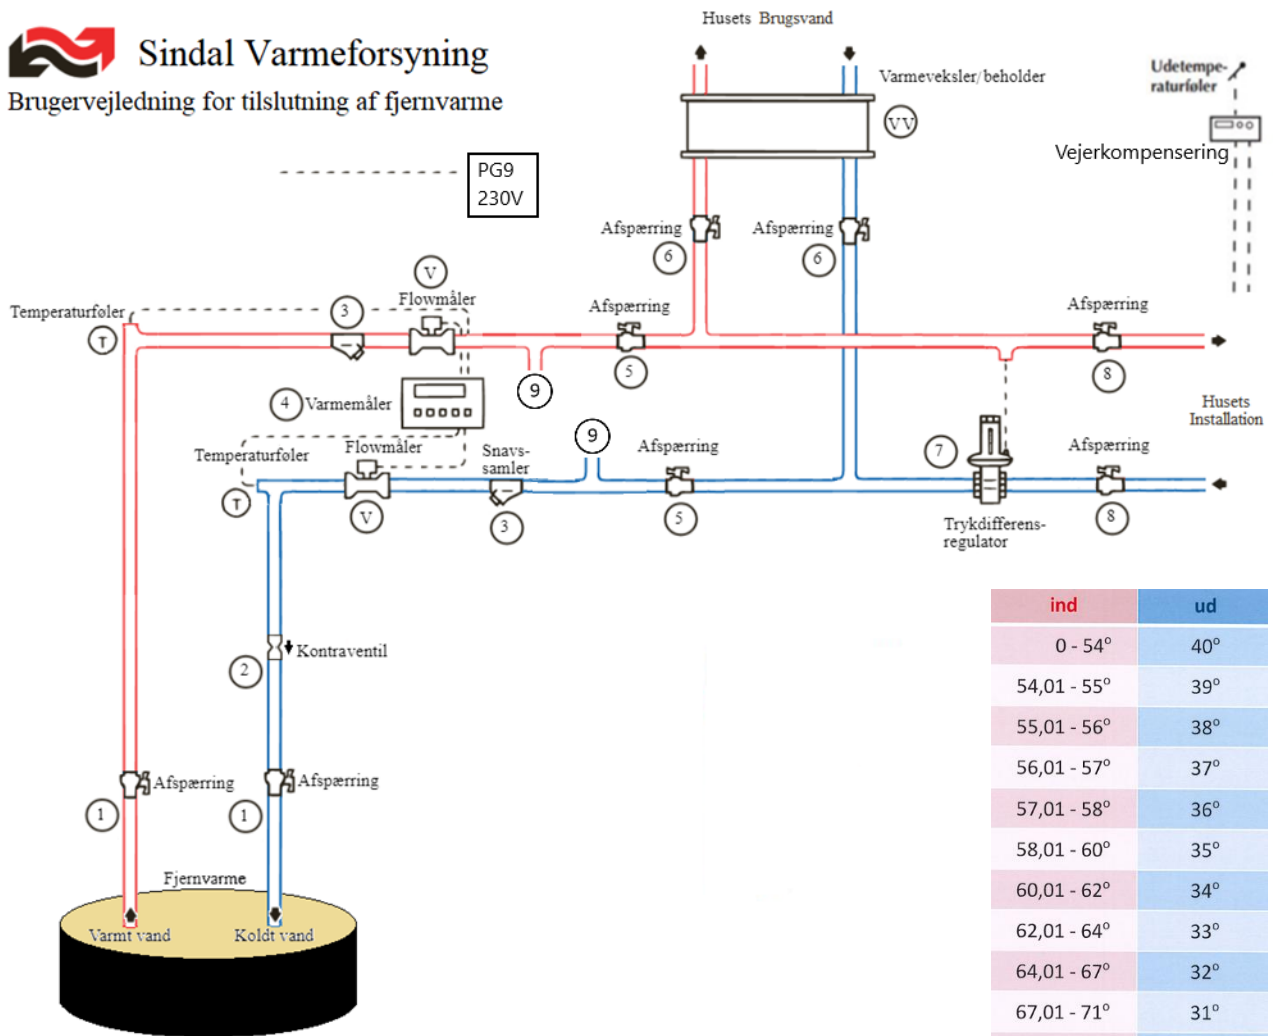 Husets Brugsvand
Sindal Varmeforsyning
Brugervejledning for tilslutning af fjernvarme
Varmeveksler/beholder
VV
Udetempe-
raturføler
Vejerkompensering
PG9
230V
Afspærring
6
Afspærring
6
V
Flowmåler
3
Temperaturføler
T
Afspærring
5
Afspærring
8
9
4
Varmemåler
Husets
Installation
Temperaturføler
T
Flowmåler
V
Snavs-
samler
3
9
Afspærring
5
7
Trykdifferens-
regulator
Afspærring
8
2
Kontraventil
1
Afspærring
1
Afspærring
Fjernvarme
Varmt vand
Koldt vand
ind ud
0 - 54° 40°
54,01 - 55° 39°
55,01 - 56° 38°
56,01 - 57° 37°
57,01 - 58° 36°
58,01 - 60° 35°
60,01 - 62° 34°
62,01 - 64° 33°
64,01 - 67° 32°
67,01 - 71° 31°